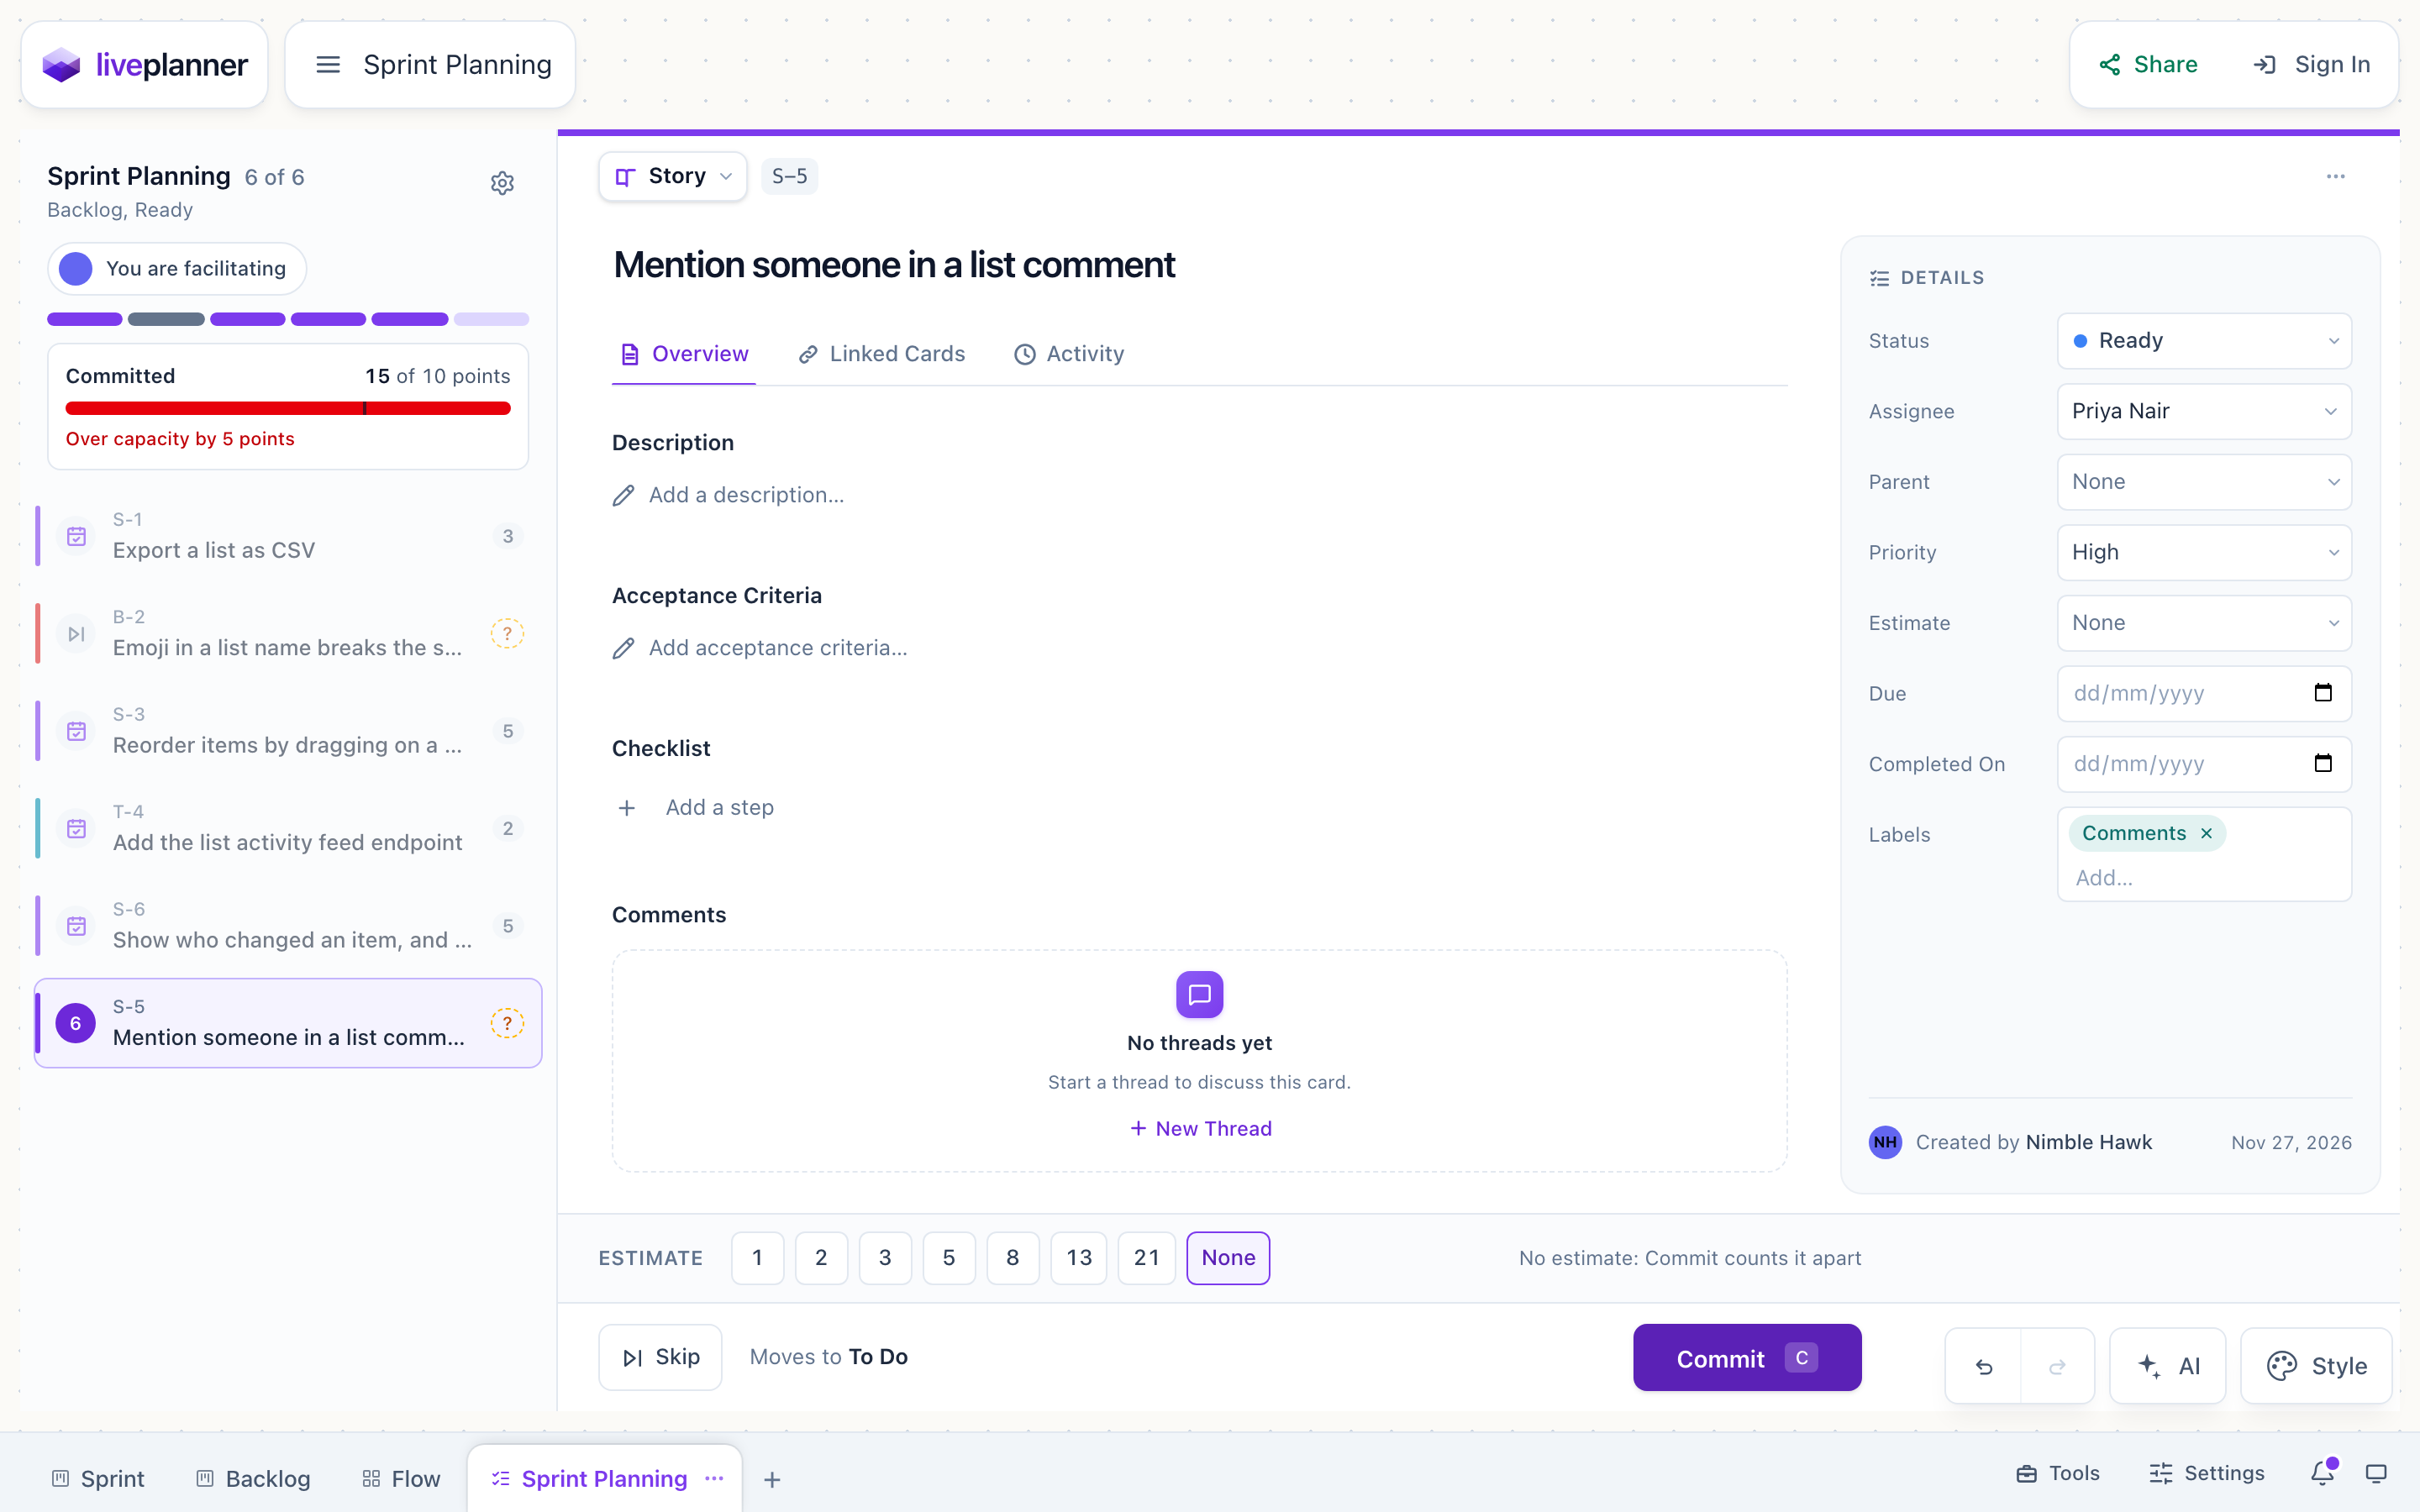 liveplanner
Sprint Planning
Share
Sign In
Sprint Planning 6 of 6
Backlog, Ready
You are facilitating
Committed 15 of 10 points
Over capacity by 5 points
S-1
Export a list as CSV
3
B-2
Emoji in a list name breaks the s...
?
S-3
Reorder items by dragging on a ...
5
T-4
Add the list activity feed endpoint
2
S-6
Show who changed an item, and ...
5
6
S-5
Mention someone in a list comm...
?
Story
S-5
Mention someone in a list comment
Overview
Linked Cards
Activity
Description
Add a description...
Acceptance Criteria
Add acceptance criteria...
Checklist
Add a step
Comments
No threads yet
Start a thread to discuss this card.
New Thread
DETAILS
Status Ready
Assignee Priya Nair
Parent None
Priority High
Estimate None
Due dd/mm/yyyy
Completed On dd/mm/yyyy
Labels Comments
Add...
NH Created by Nimble Hawk Nov 27, 2026
ESTIMATE 1 2 3 5 8 13 21 None
No estimate: Commit counts it apart
Skip
Moves to To Do
Commit C
AI
Style
Sprint
Backlog
Flow
Sprint Planning
Tools
Settings